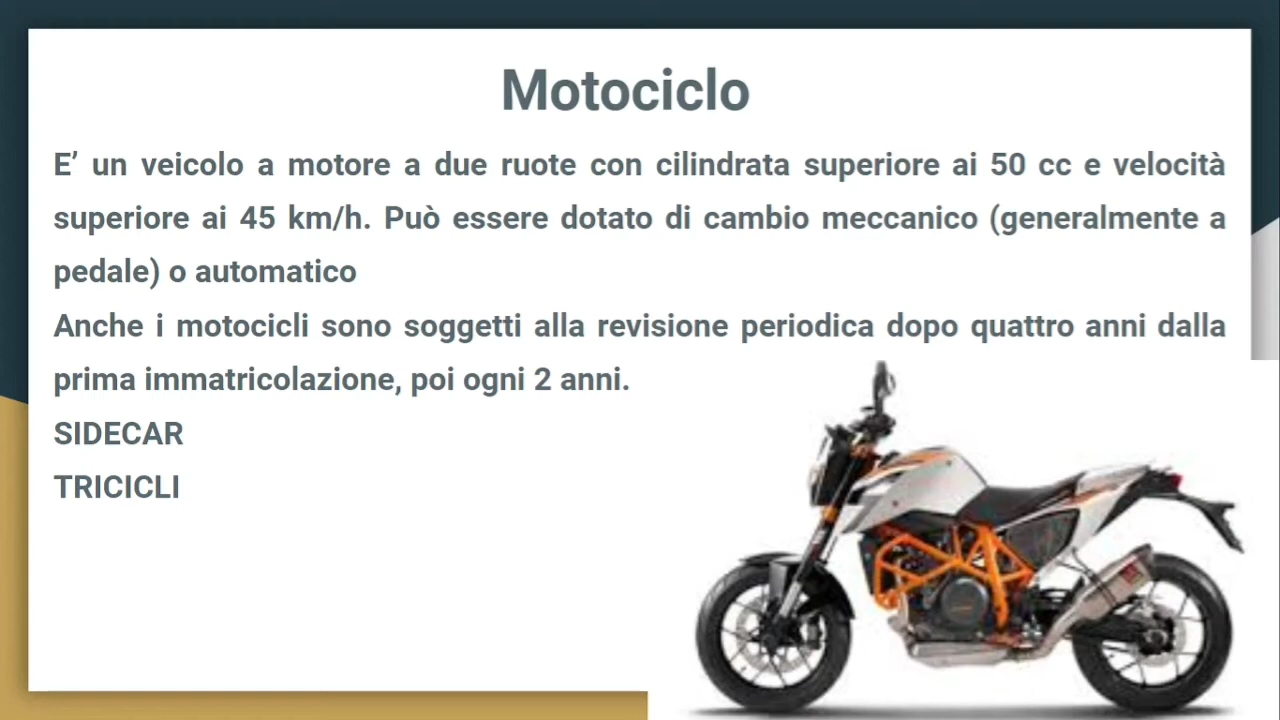 Motociclo
E’ un veicolo a motore a due ruote con cilindrata superiore ai 50 cc e velocità
superiore ai 45 km/h. Può essere dotato di cambio meccanico (generalmente a
pedale) o automatico
Anche i motocicli sono soggetti alla revisione periodica dopo quattro anni dalla
prima immatricolazione, poi ogni 2 anni.
SIDECAR
TRICICLI